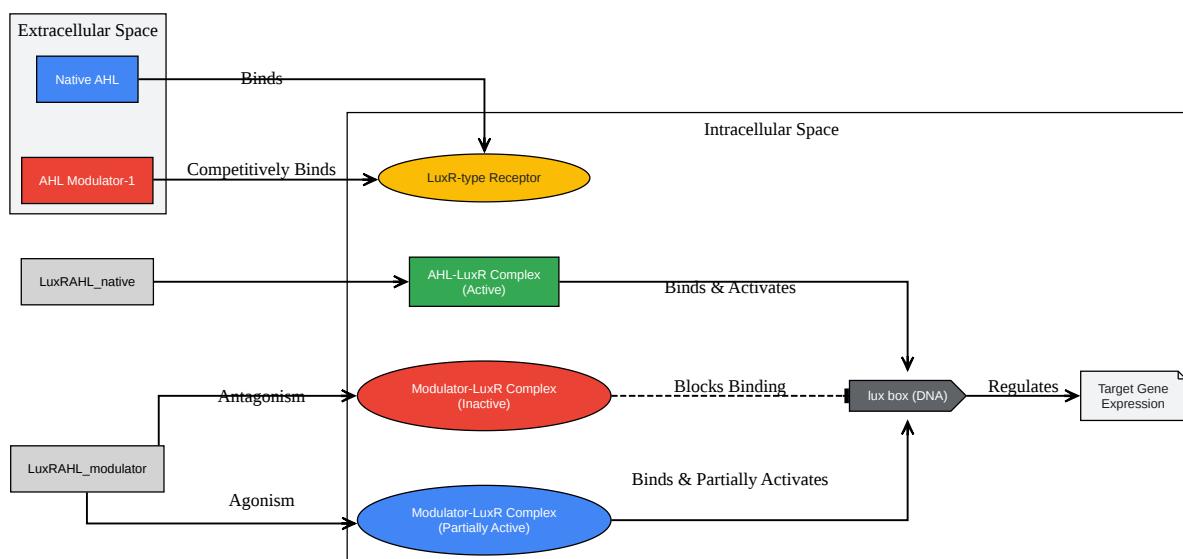 Extracellular Space
Native AHL
Binds
Intracellular Space
AHL Modulator-1
Competitively Binds
LuxR-type Receptor
LuxRAHL_native
AHL-LuxR Complex
(Active)
Binds & Activates
Antagonism
Modulator-LuxR Complex
(Inactive)
Blocks Binding
lux box (DNA)
Regulates
Target Gene
Expression
LuxRAHL_modulator
Agonism
Modulator-LuxR Complex
(Partially Active)
Binds & Partially Activates